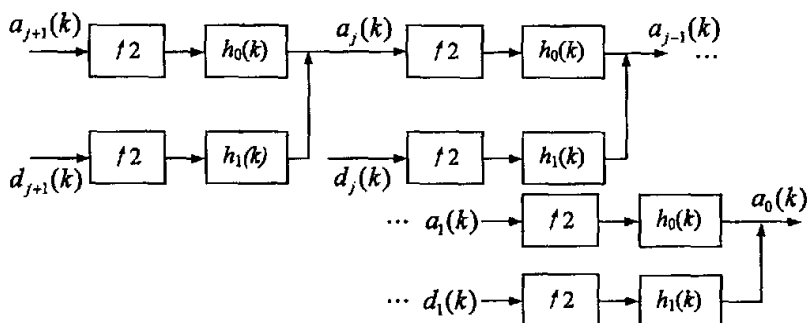 a_{j+1}(k) ↑2 h_0(k) a_j(k) ↑2 h_0(k) a_{j-1}(k) ...
d_{j+1}(k) ↑2 h_1(k) d_j(k) ↑2 h_1(k)
... a_1(k) ↑2 h_0(k) a_0(k)
... d_1(k) ↑2 h_1(k)